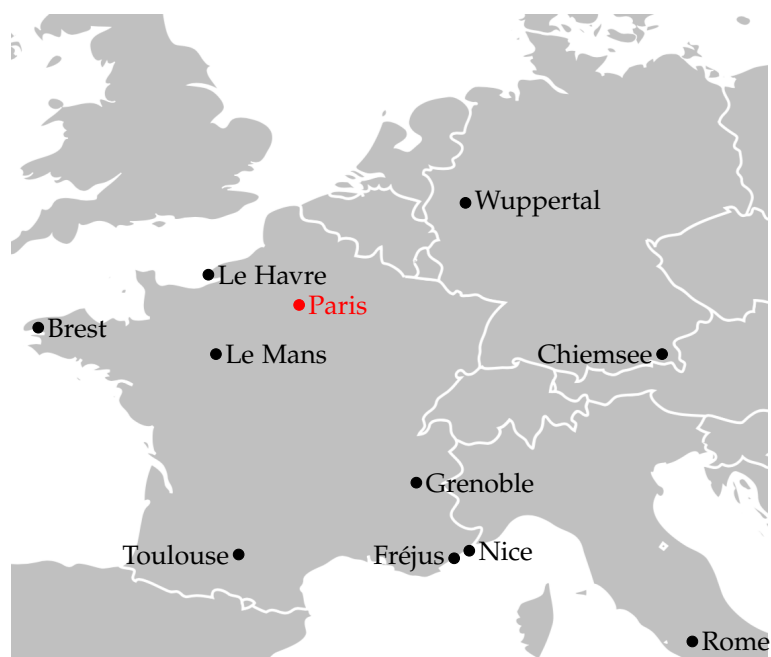 Wuppertal
Le Havre
Paris
Brest
Le Mans
Chiemsee
Grenoble
Toulouse
Fréjus
Nice
Rome